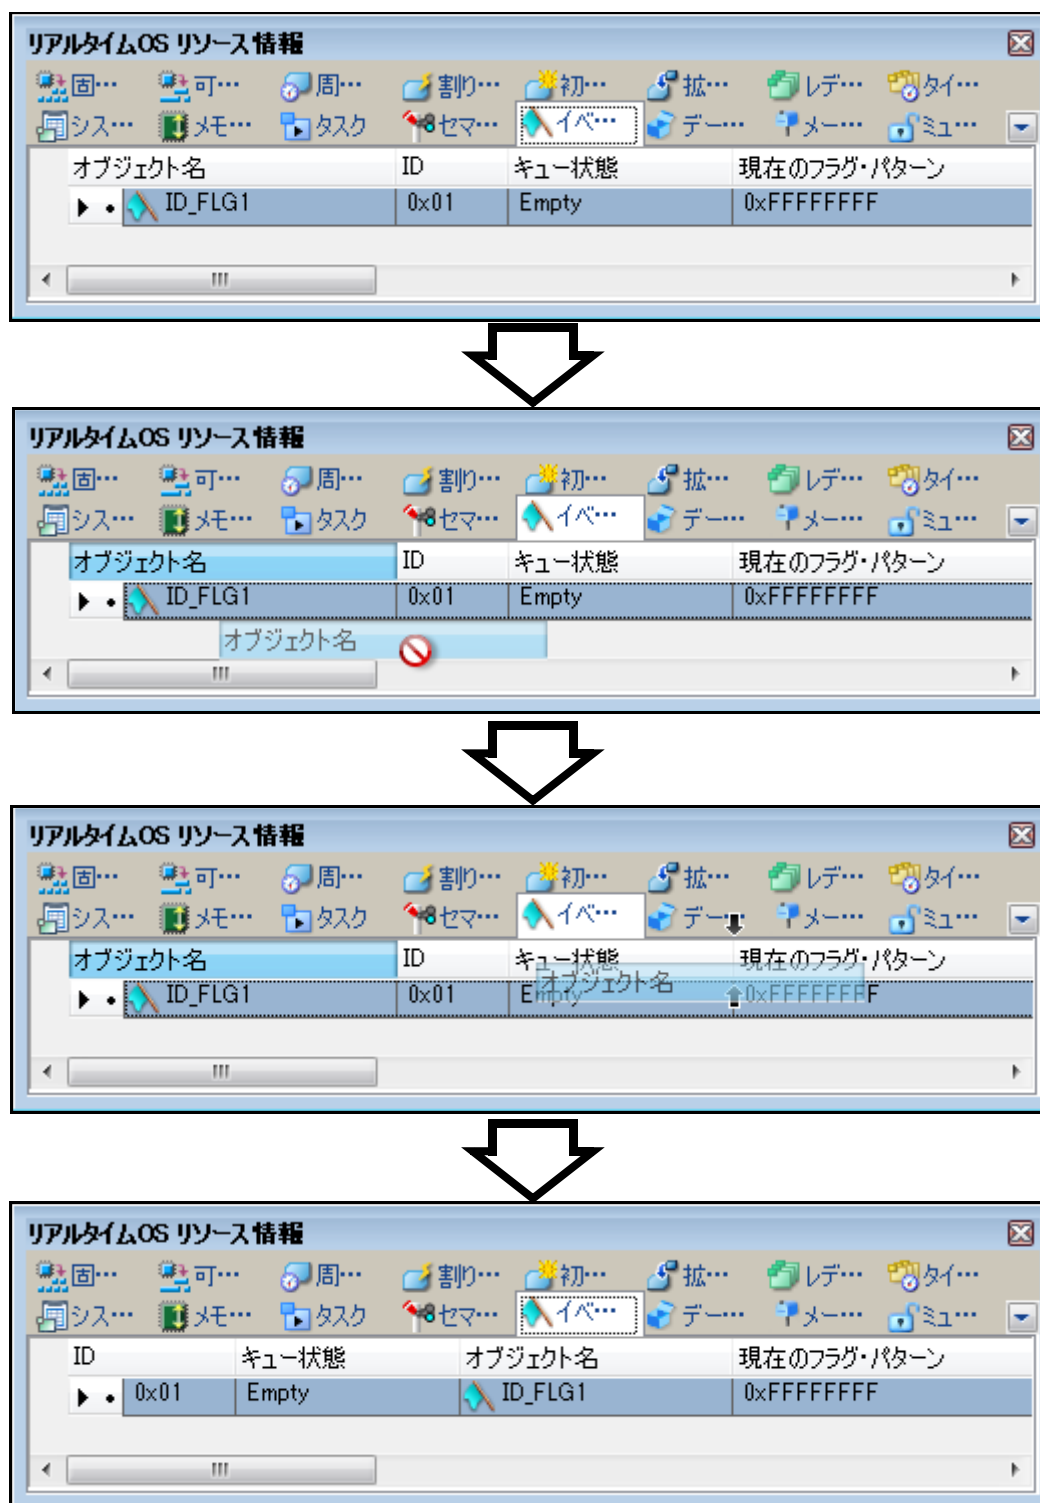 リアルタイムOS リソース情報
固… 可… 周… 割り… 初… 拡… レデ… タイ…
シス… メモ… タスク セマ… イベ… デー… メー… ミュ…
オブジェクト名 ID キュー状態 現在のフラグ・パターン
ID_FLG1 0x01 Empty 0xFFFFFFFF
リアルタイムOS リソース情報
固… 可… 周… 割り… 初… 拡… レデ… タイ…
シス… メモ… タスク セマ… イベ… デー… メー… ミュ…
オブジェクト名 ID キュー状態 現在のフラグ・パターン
ID_FLG1 0x01 Empty 0xFFFFFFFF
オブジェクト名
リアルタイムOS リソース情報
固… 可… 周… 割り… 初… 拡… レデ… タイ…
シス… メモ… タスク セマ… イベ… デー… メー… ミュ…
オブジェクト名 ID キュー状態 現在のフラグ・パターン
オブジェクト名
ID_FLG1 0x01 Empty 0xFFFFFFFF
リアルタイムOS リソース情報
固… 可… 周… 割り… 初… 拡… レデ… タイ…
シス… メモ… タスク セマ… イベ… デー… メー… ミュ…
ID キュー状態 オブジェクト名 現在のフラグ・パターン
0x01 Empty ID_FLG1 0xFFFFFFFF